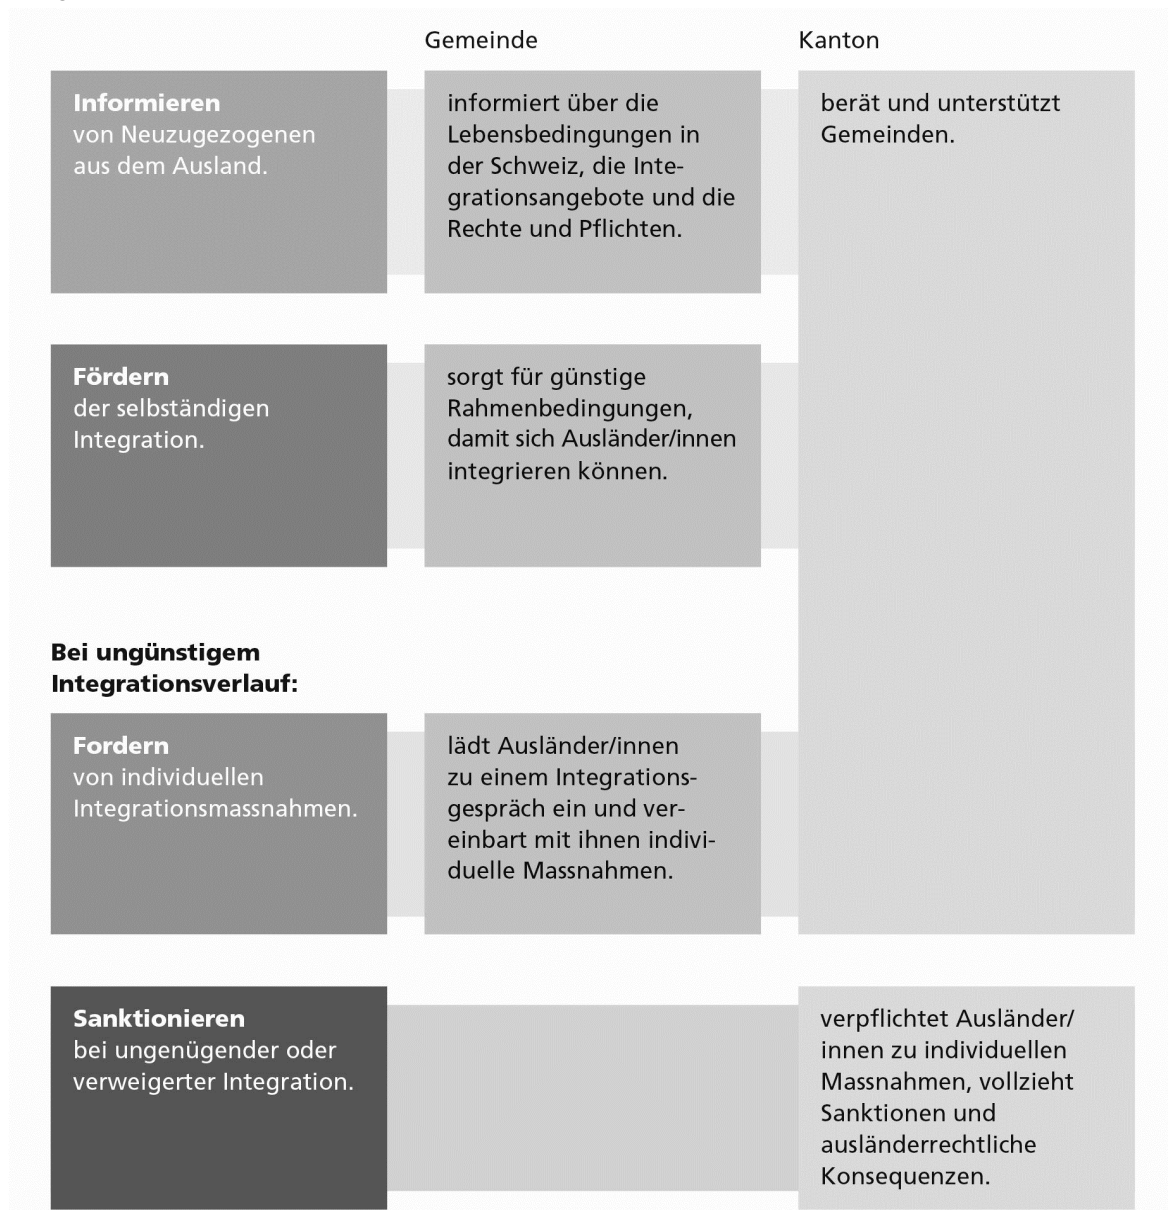 Gemeinde
Kanton
Informieren
von Neuzugezogenen
aus dem Ausland.
informiert über die
Lebensbedingungen in
der Schweiz, die Inte-
grationsangebote und die
Rechte und Pflichten.
berät und unterstützt
Gemeinden.
Fördern
der selbständigen
Integration.
sorgt für günstige
Rahmenbedingungen,
damit sich Ausländer/innen
integrieren können.
Bei ungünstigem
Integrationsverlauf:
Fordern
von individuellen
Integrationsmassnahmen.
lädt Ausländer/innen
zu einem Integrations-
gespräch ein und ver-
einbart mit ihnen indivi-
duelle Massnahmen.
Sanktionieren
bei ungenügender oder
verweigerter Integration.
verpflichtet Ausländer/
innen zu individuellen
Massnahmen, vollzieht
Sanktionen und
ausländerrechtliche
Konsequenzen.